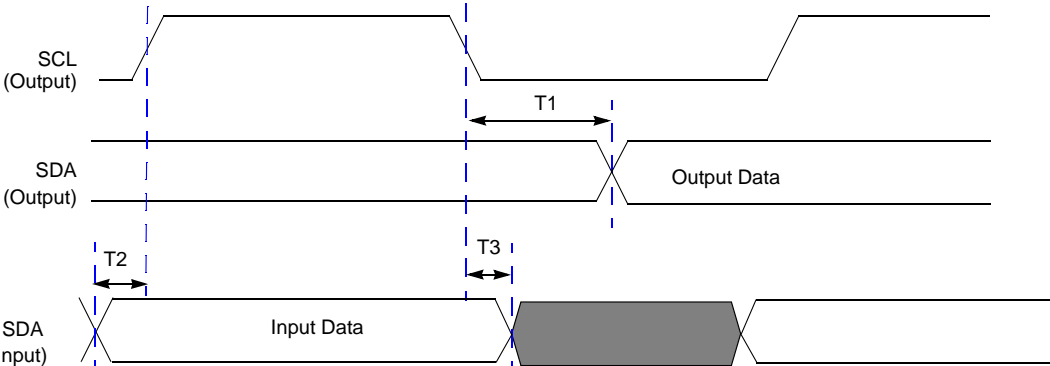 SCL
(Output)
T1
SDA
(Output)
Output Data
T2
T3
SDA
nput)
Input Data